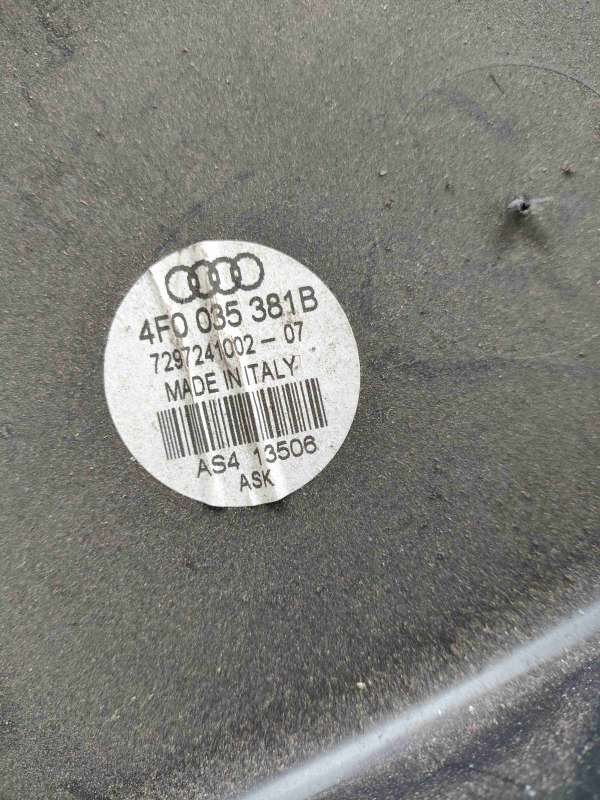 4F0 035 381B
7297241002-07
MADE IN ITALY
AS4 13506
ASK